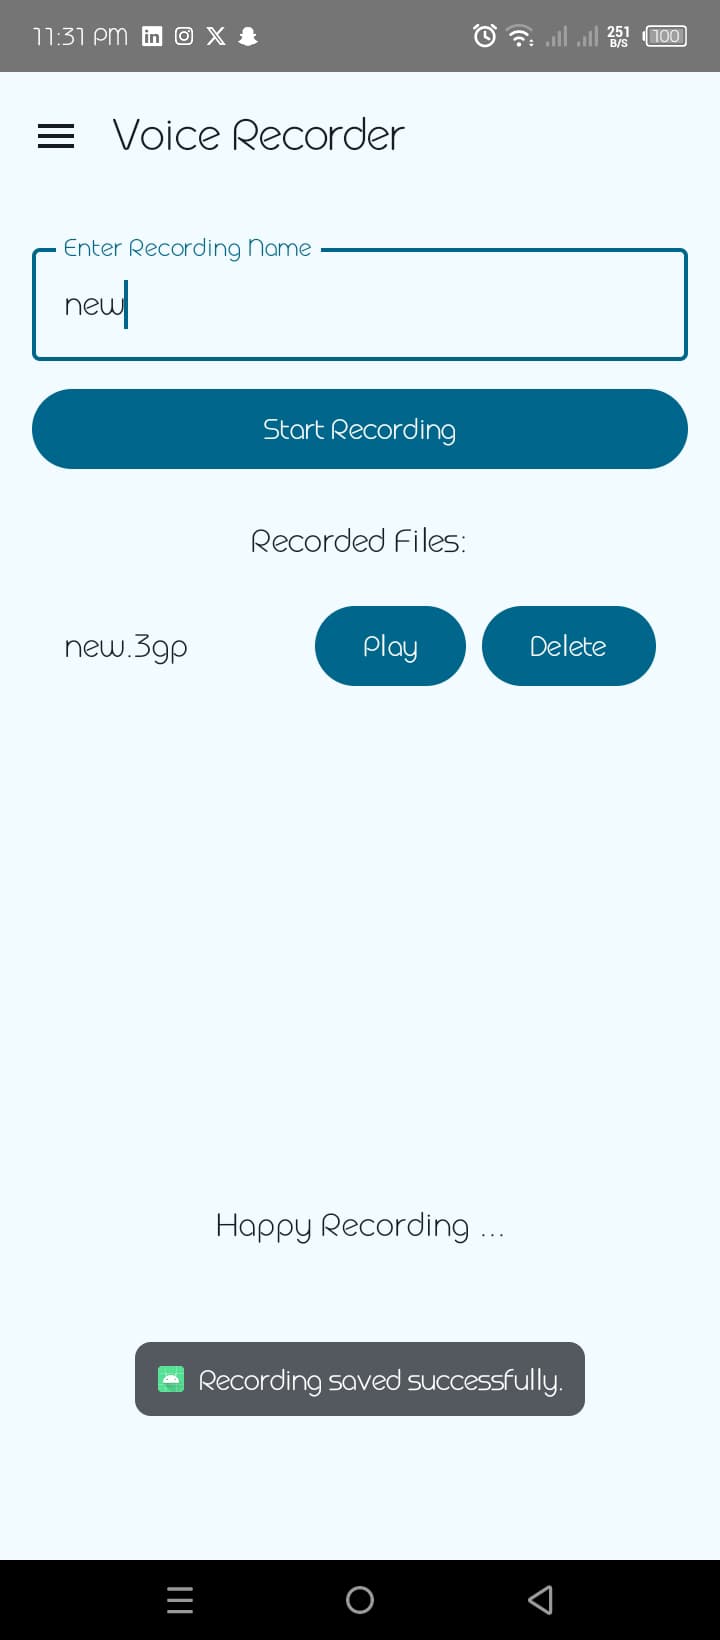 11:31 PM 251 B/S 100
Voice Recorder
Enter Recording Name
new
Start Recording
Recorded Files:
new.3gp Play Delete
Happy Recording ...
Recording saved successfully.